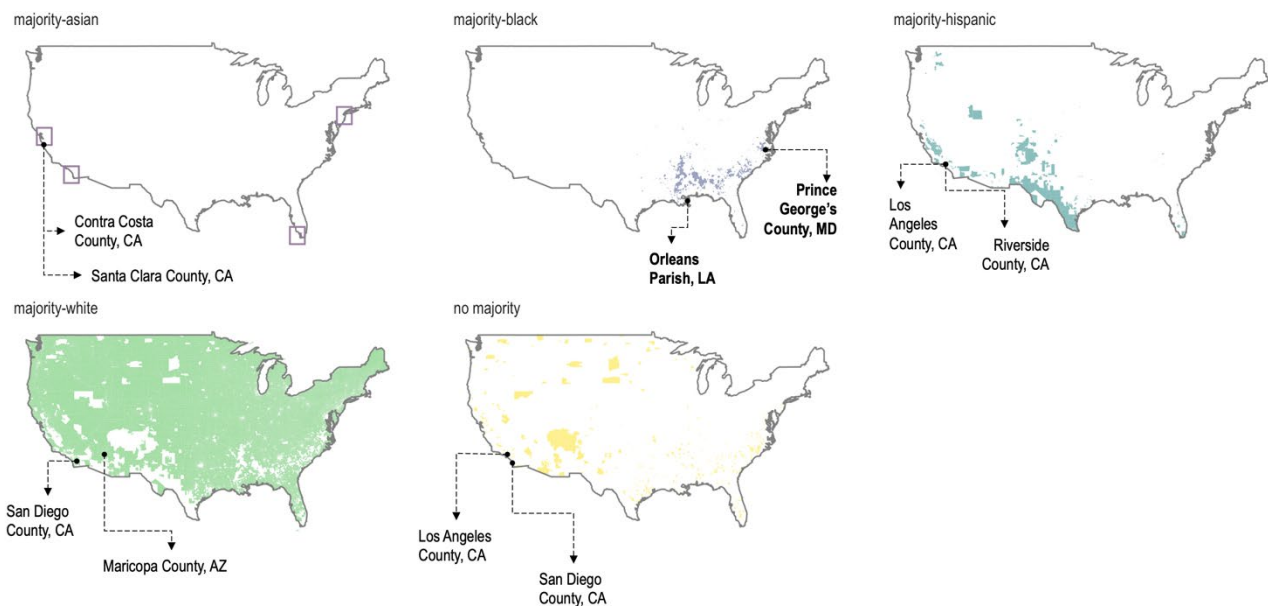 majority-asian
Contra Costa
County, CA
Santa Clara County, CA
majority-black
Prince
George's
County, MD
Orleans
Parish, LA
majority-hispanic
Los
Angeles
County, CA
Riverside
County, CA
majority-white
San Diego
County, CA
Maricopa County, AZ
no majority
Los Angeles
County, CA
San Diego
County, CA